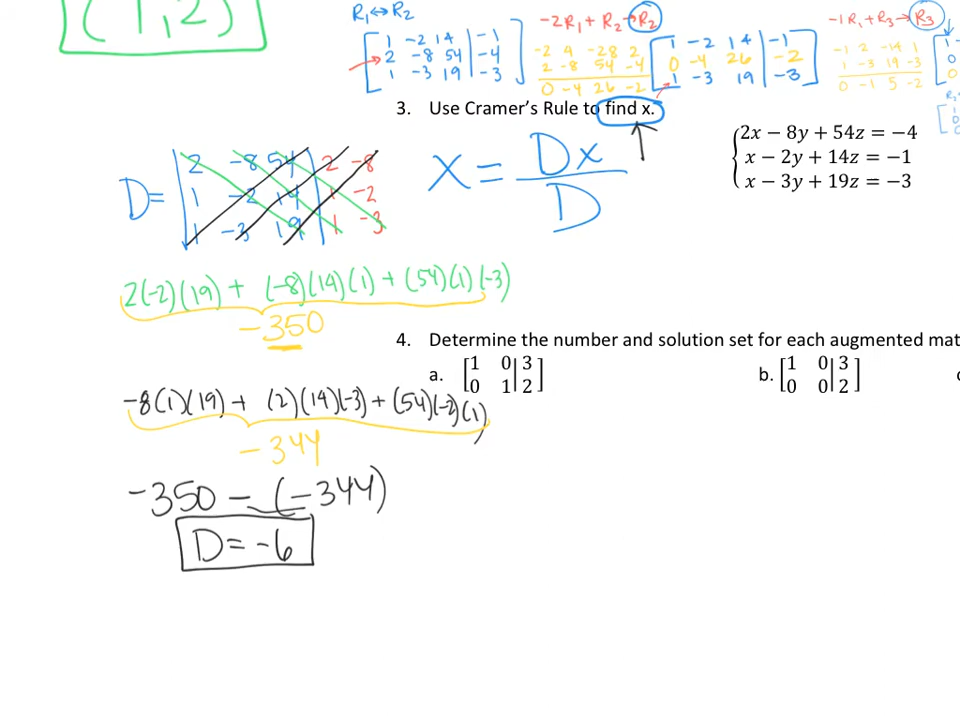 (1, 2)
R₁ ↔ R₂
[1 -2 14 | -1
2 -8 54 | -4
1 -3 19 | -3]
-2R₁ + R₂ → R₂
-2 4 -28 2
2 -8 54 -4
0 -4 26 -2
[1 -2 14 | -1
0 -4 26 | -2
1 -3 19 | -3]
-1R₁ + R₃ → R₃
-1 2 -14 1
1 -3 19 -3
0 -1 5 -2
3. Use Cramer's Rule to find x.
{2x − 8y + 54z = −4
x − 2y + 14z = −1
x − 3y + 19z = −3
D = |2 -8 54| 2 -8
1 -2 14 | 1 -2
1 -3 19 | 1 -3
X = Dx / D
2(-2)(19) + (-8)(14)(1) + (54)(1)(-3)
-350
-8(1)(19) + (2)(14)(-3) + (54)(-2)(1)
-344
-350 - (-344)
D = -6
4. Determine the number and solution set for each augmented mat
a. [1 0|3
0 1|2]
b. [1 0|3
0 0|2]